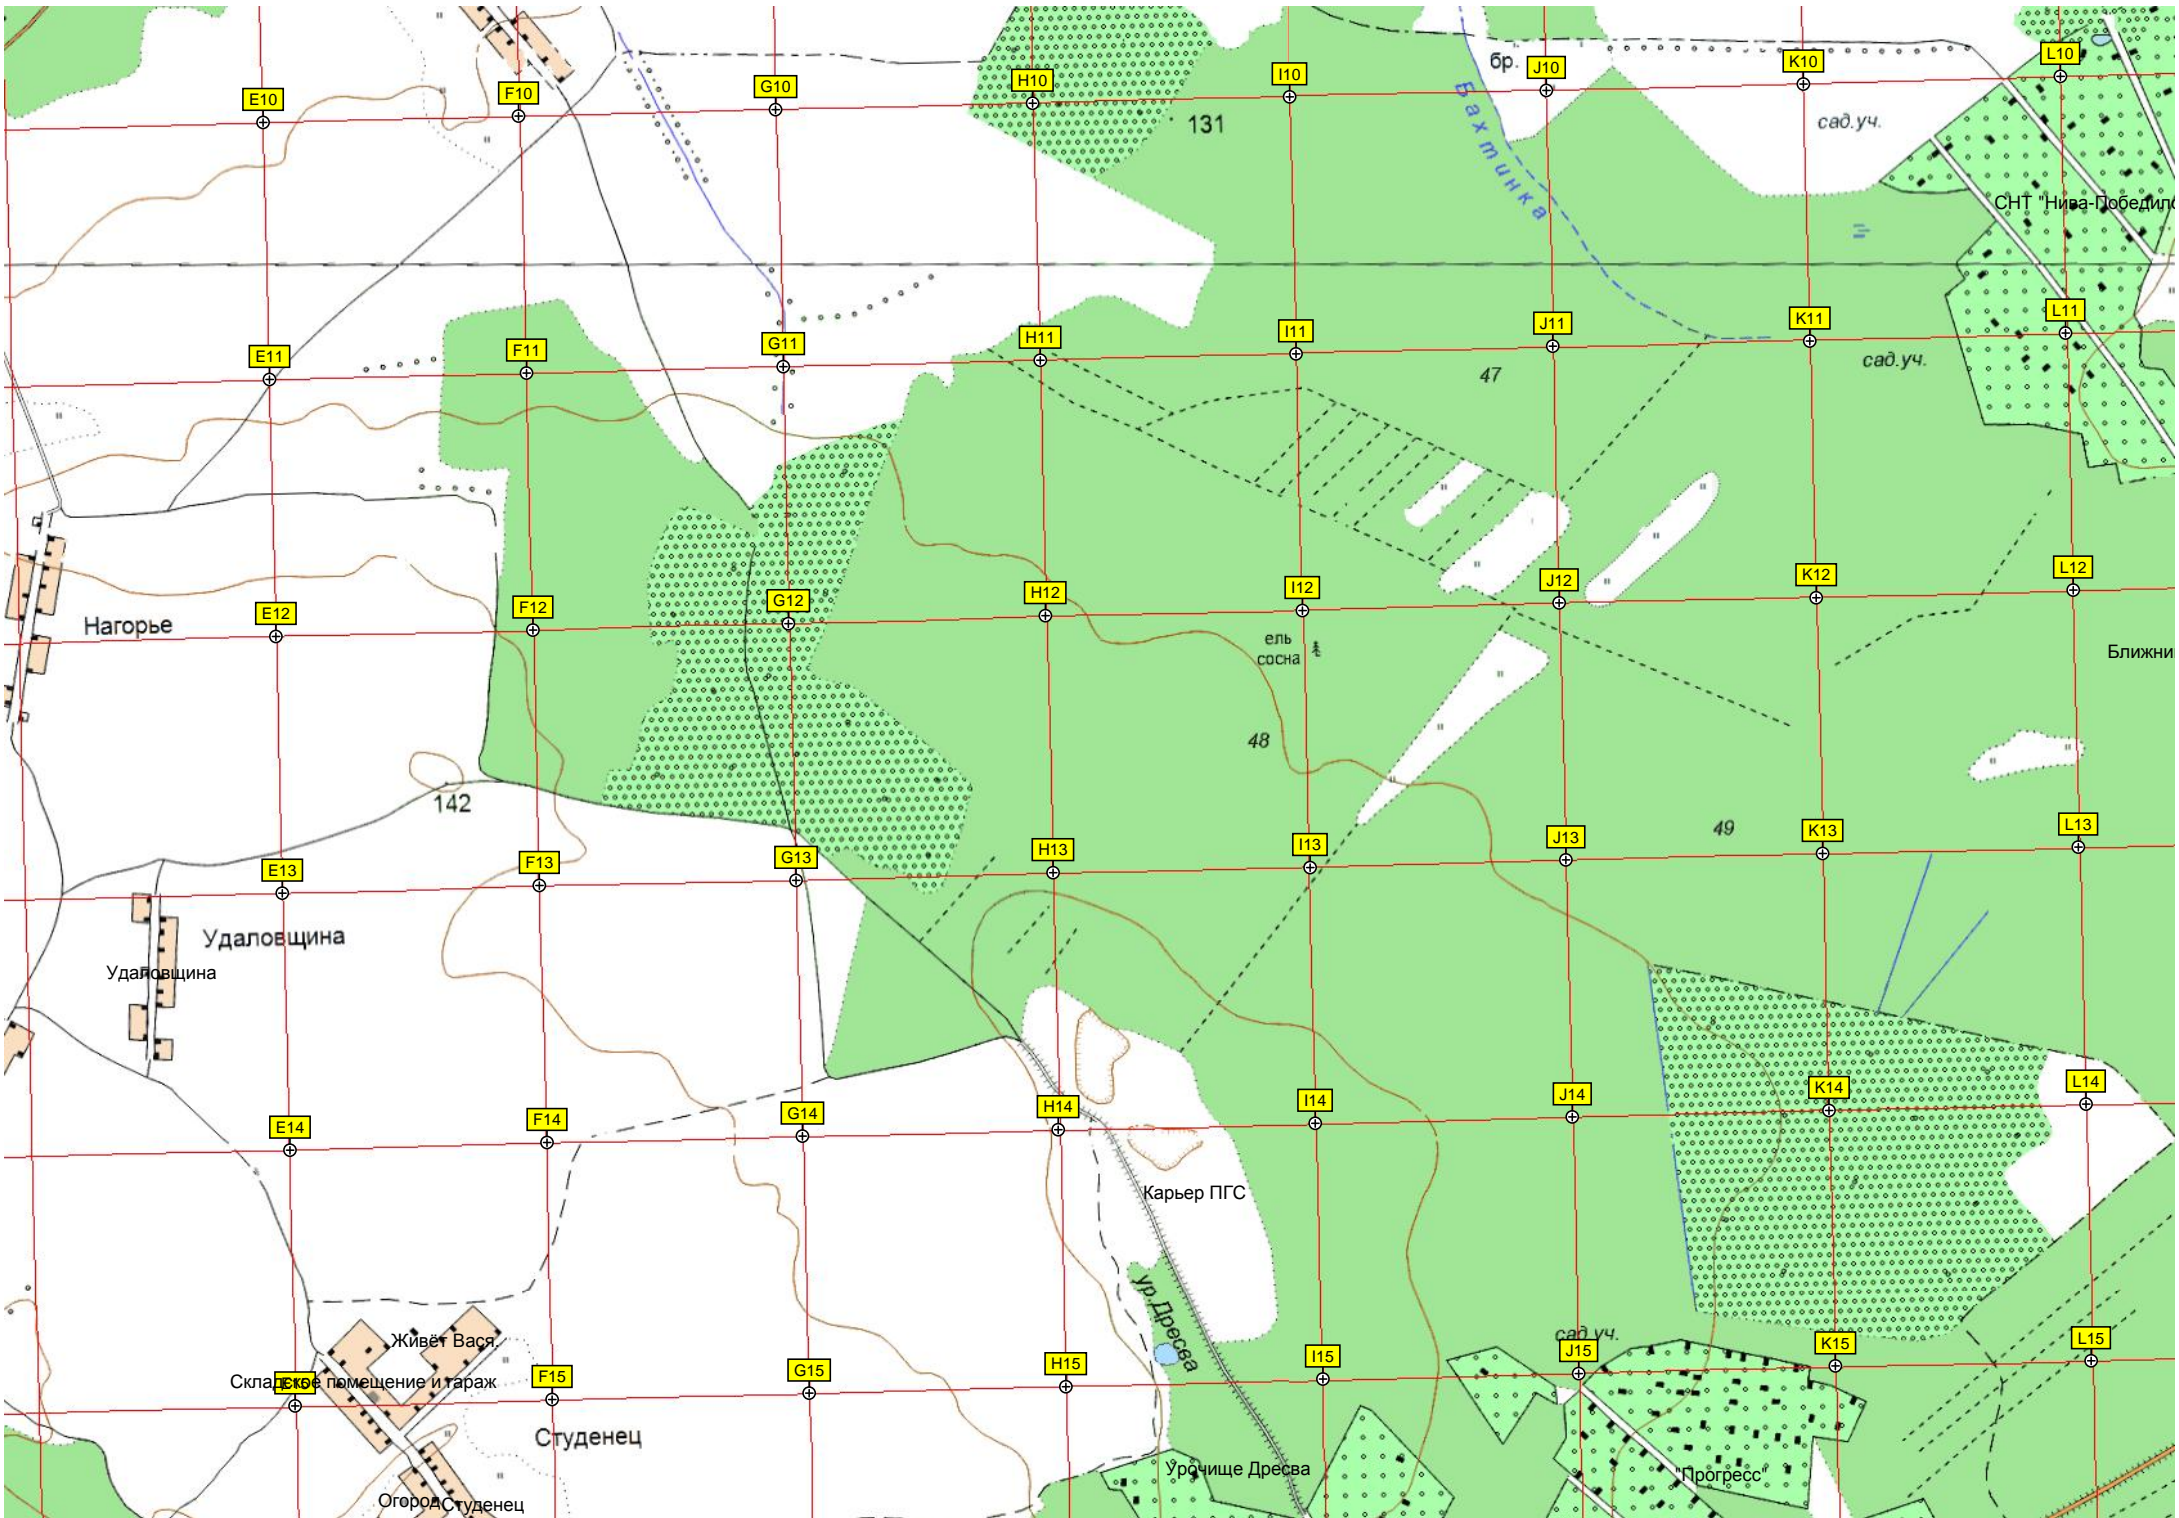 бр.
E10
F10
G10
H10
I10
J10
K10
L10
131
сад.уч.
Бахтинка
СНТ "Нива-Победило
E11
F11
G11
H11
I11
J11
K11
L11
47
сад.уч.
E12
F12
G12
H12
I12
J12
K12
L12
Нагорье
ель
сосна
Ближни
48
142
49
E13
F13
G13
H13
I13
J13
K13
L13
Удаловщина
Удаловщина
E14
F14
G14
H14
I14
J14
K14
L14
Карьер ПГС
ур.Дресва
сад.уч.
Живёт Вася.
Складское помещение и гараж
E15
F15
G15
H15
I15
J15
K15
L15
Студенец
Урочище Дресва
"Прогресс"
Огород
Студенец